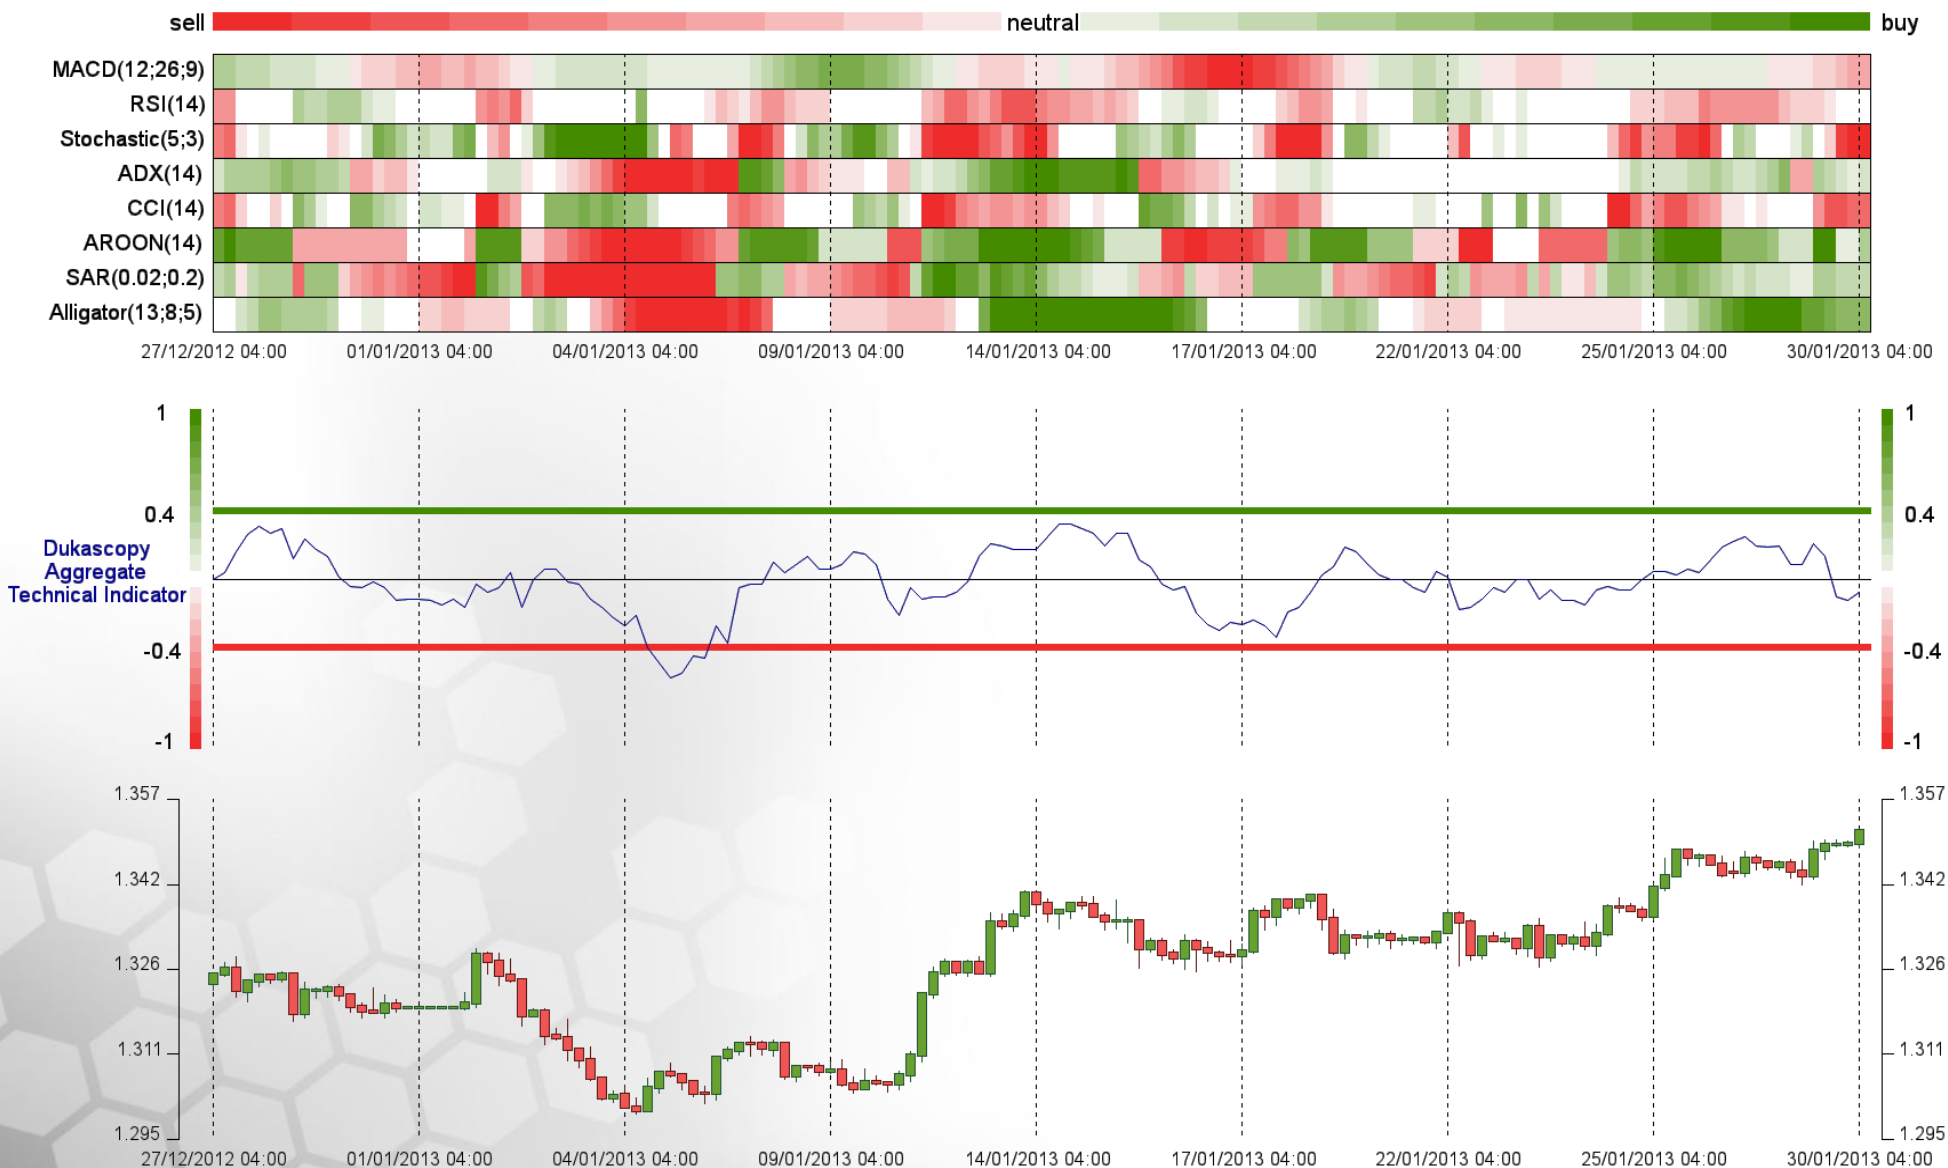 sell neutral buy
MACD(12;26;9)
RSI(14)
Stochastic(5;3)
ADX(14)
CCI(14)
AROON(14)
SAR(0.02;0.2)
Alligator(13;8;5)
27/12/2012 04:00 01/01/2013 04:00 04/01/2013 04:00 09/01/2013 04:00 14/01/2013 04:00 17/01/2013 04:00 22/01/2013 04:00 25/01/2013 04:00 30/01/2013 04:00
1 1
0.4 0.4
Dukascopy
Aggregate
Technical Indicator
-0.4 -0.4
-1 -1
1.357 1.357
1.342 1.342
1.326 1.326
1.311 1.311
1.295 1.295
27/12/2012 04:00 01/01/2013 04:00 04/01/2013 04:00 09/01/2013 04:00 14/01/2013 04:00 17/01/2013 04:00 22/01/2013 04:00 25/01/2013 04:00 30/01/2013 04:00